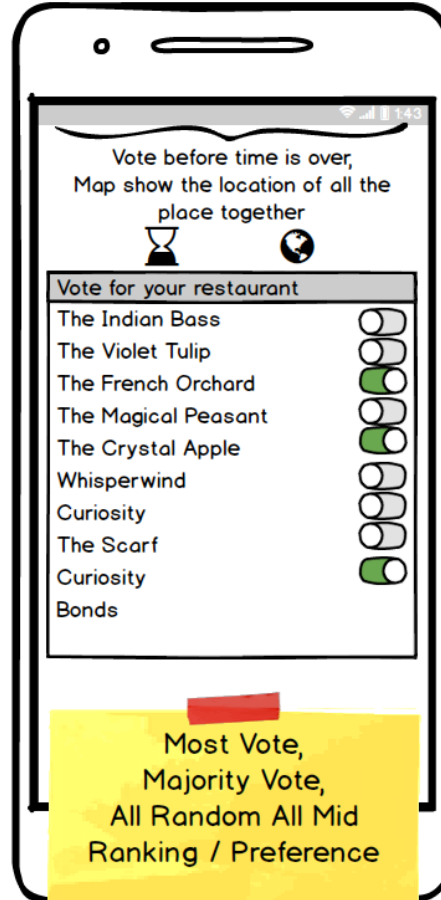 1:43
Vote before time is over,
Map show the location of all the
place together
Vote for your restaurant
The Indian Bass
The Violet Tulip
The French Orchard
The Magical Peasant
The Crystal Apple
Whisperwind
Curiosity
The Scarf
Curiosity
Bonds
Most Vote,
Majority Vote,
All Random All Mid
Ranking / Preference